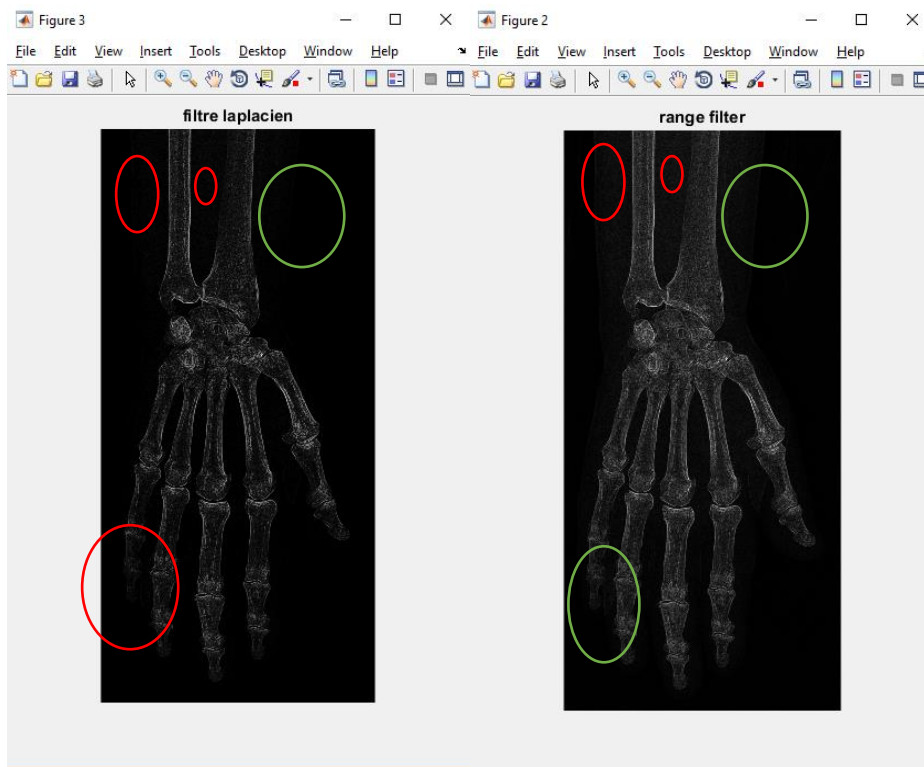 Figure 3
File Edit View Insert Tools Desktop Window Help
filtre laplacien
Figure 2
File Edit View Insert Tools Desktop Window Help
range filter